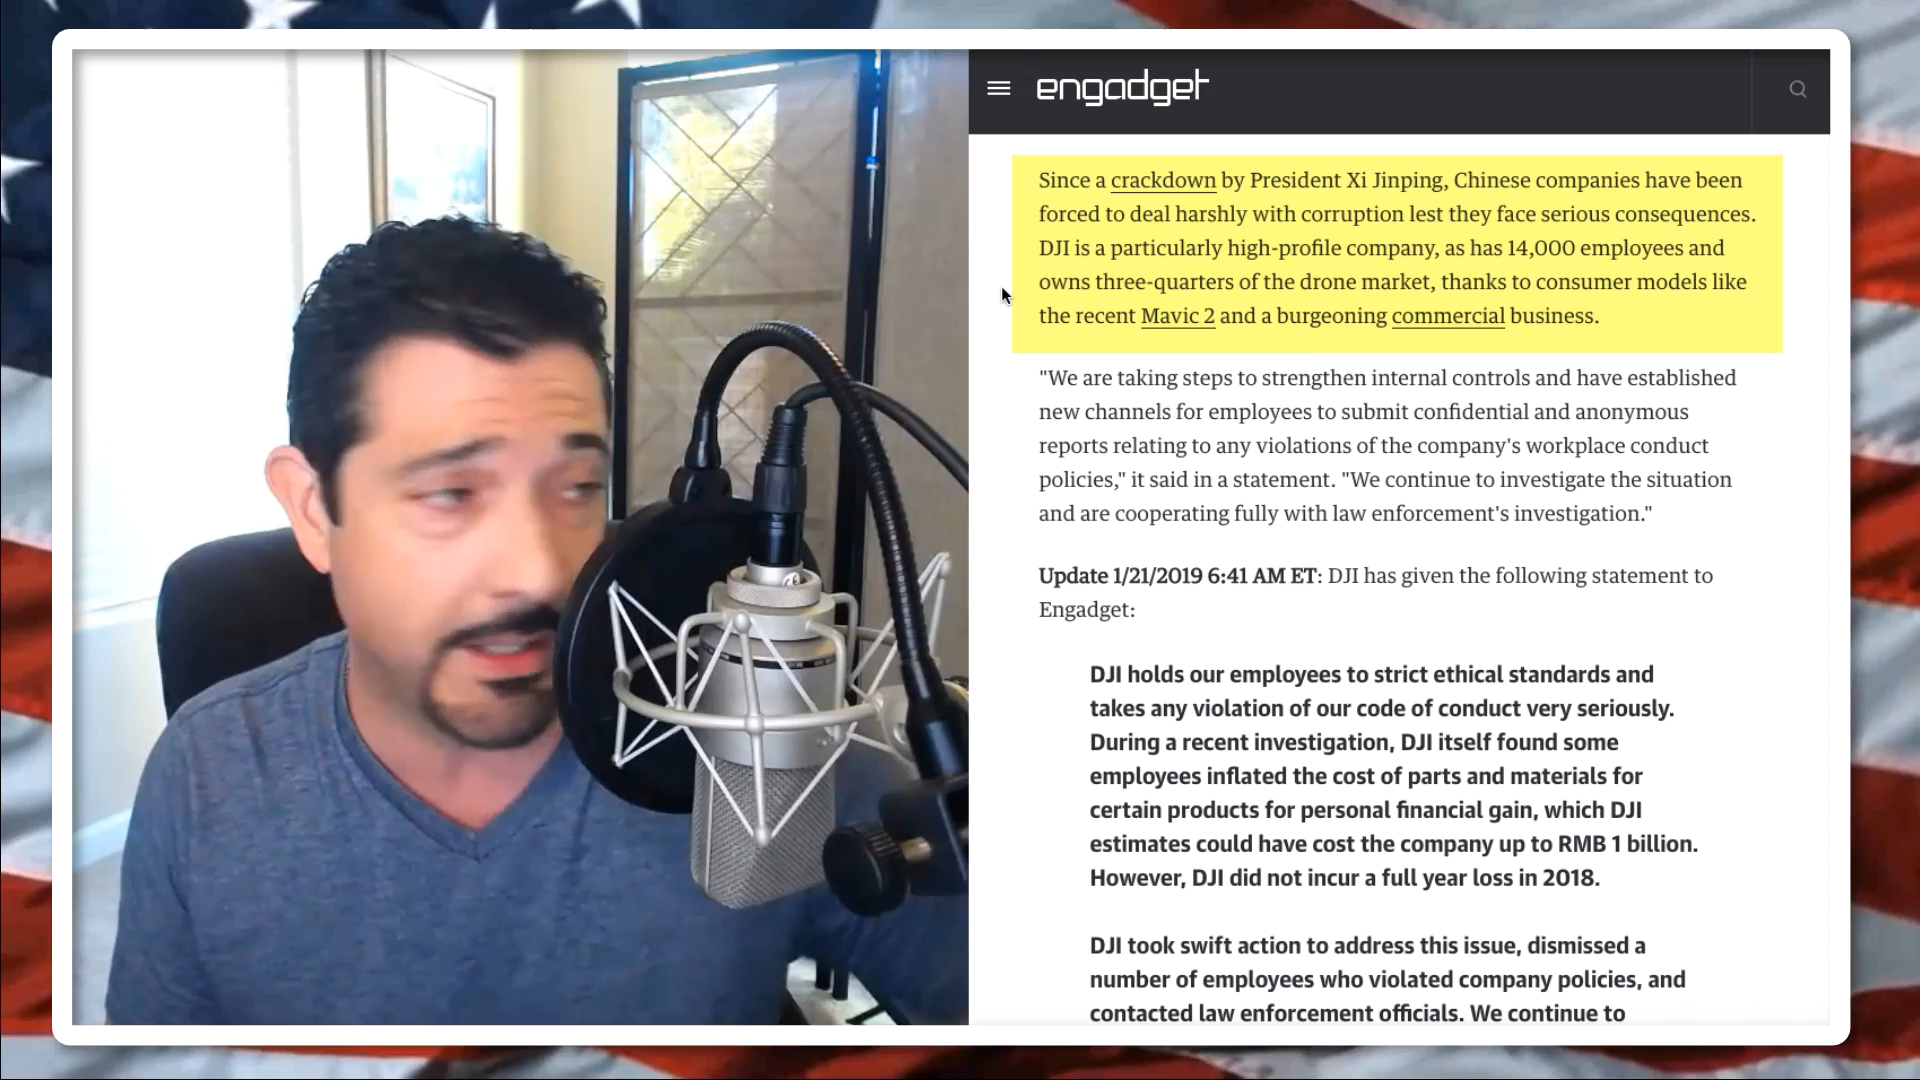 engadget
Since a crackdown by President Xi Jinping, Chinese companies have been
forced to deal harshly with corruption lest they face serious consequences.
DJI is a particularly high-profile company, as has 14,000 employees and
owns three-quarters of the drone market, thanks to consumer models like
the recent Mavic 2 and a burgeoning commercial business.
"We are taking steps to strengthen internal controls and have established
new channels for employees to submit confidential and anonymous
reports relating to any violations of the company's workplace conduct
policies," it said in a statement. "We continue to investigate the situation
and are cooperating fully with law enforcement's investigation."
Update 1/21/2019 6:41 AM ET: DJI has given the following statement to
Engadget:
DJI holds our employees to strict ethical standards and
takes any violation of our code of conduct very seriously.
During a recent investigation, DJI itself found some
employees inflated the cost of parts and materials for
certain products for personal financial gain, which DJI
estimates could have cost the company up to RMB 1 billion.
However, DJI did not incur a full year loss in 2018.
DJI took swift action to address this issue, dismissed a
number of employees who violated company policies, and
contacted law enforcement officials. We continue to